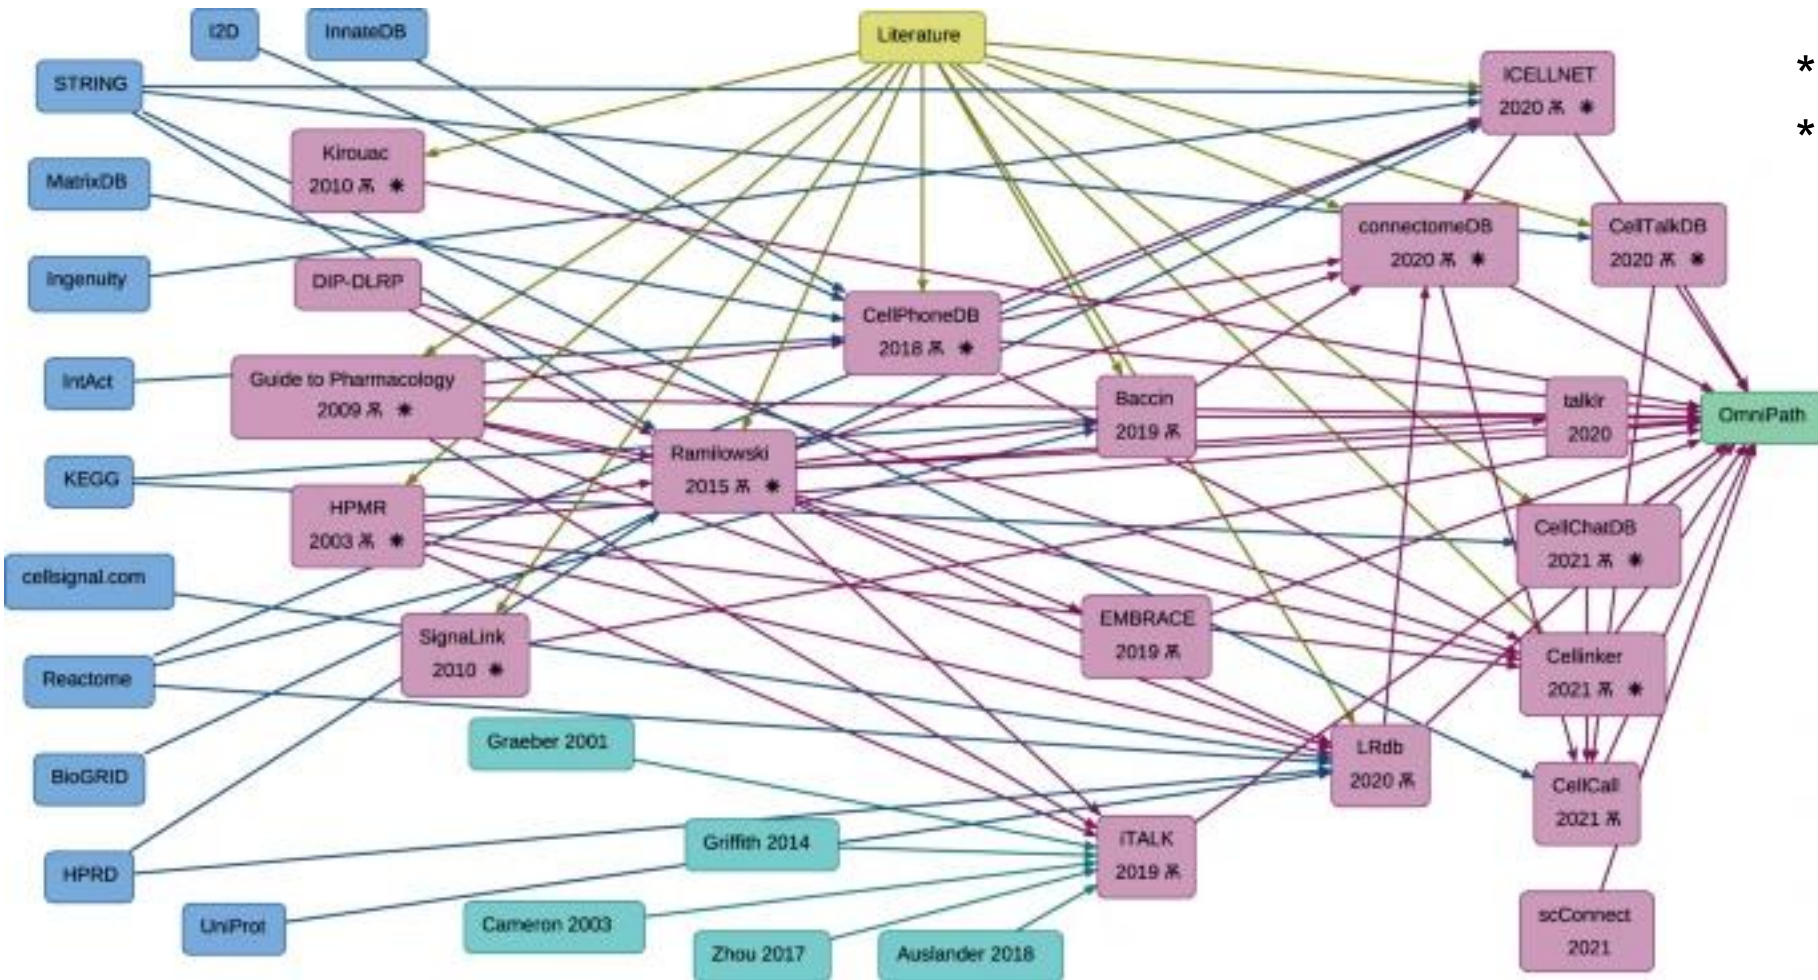 I2D
InnateDB
Literature
STRING
ICELLNET
2020 ⁕
*
*
Kirouac
2010 ⁕
MatrixDB
connectomeDB
2020 ⁕
CellTalkDB
2020 ⁕
Ingenuity
DIP-DLRP
CellPhoneDB
2018 ⁕
IntAct
Guide to Pharmacology
2009 ⁕
Baccin
2019
talklr
2020
OmniPath
KEGG
Ramilowski
2015 ⁕
HPMR
2003 ⁕
CellChatDB
2021 ⁕
cellsignal.com
SignaLink
2010 ⁕
EMBRACE
2019
Cellinker
2021 ⁕
Reactome
Graeber 2001
LRdb
2020
BioGRID
CellCall
2021
Griffith 2014
iTALK
2019
HPRD
UniProt
Cameron 2003
Zhou 2017
Auslander 2018
scConnect
2021